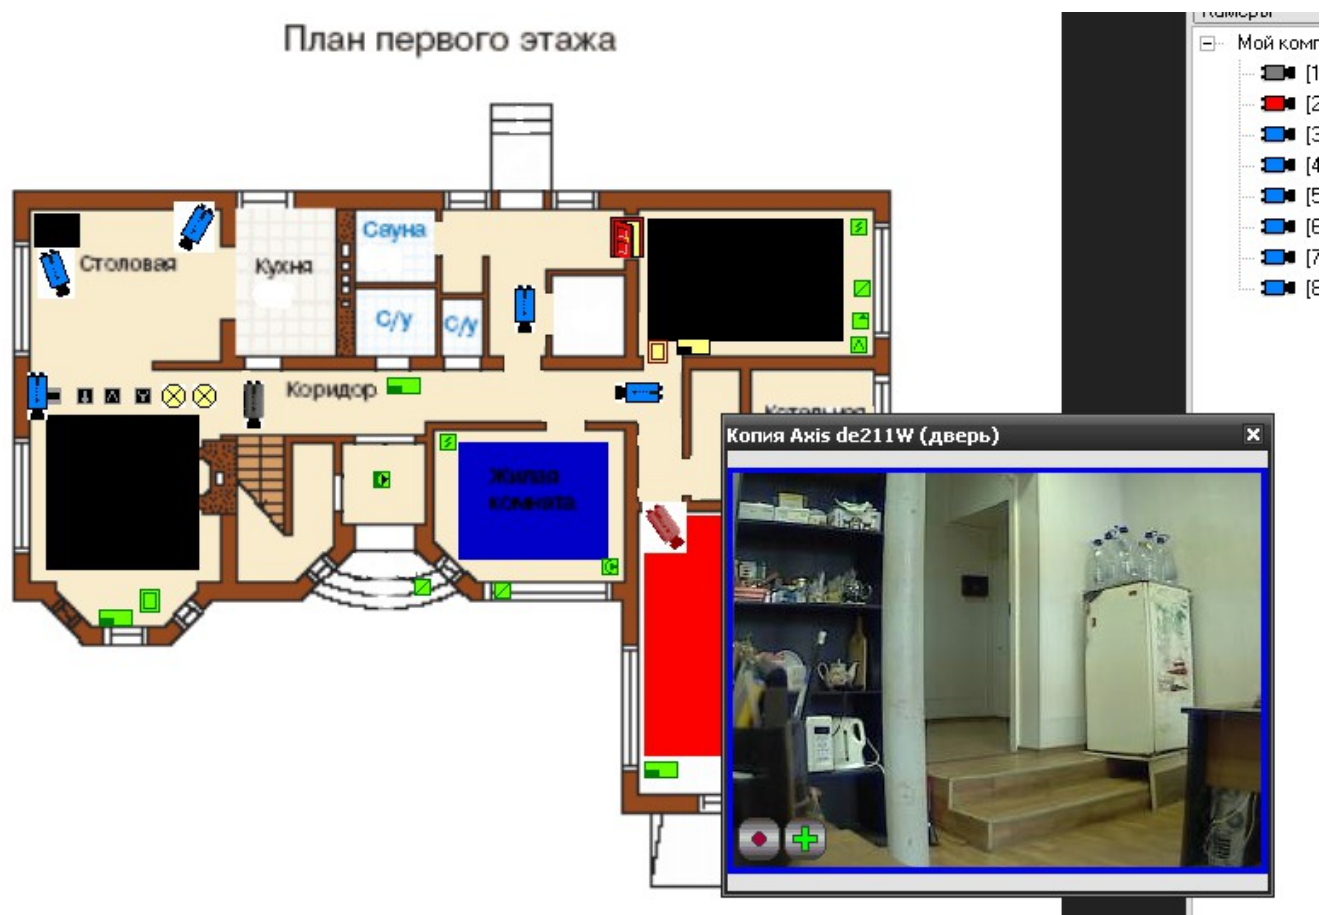 План первого этажа
Камеры
Мой комп
[1
[2
[3
[4
[5
[6
[7
[8
Сауна
Столовая
Кухня
С/у
С/у
Коридор
Котельная
Жилая
комната
Копия Axis de211W (дверь)